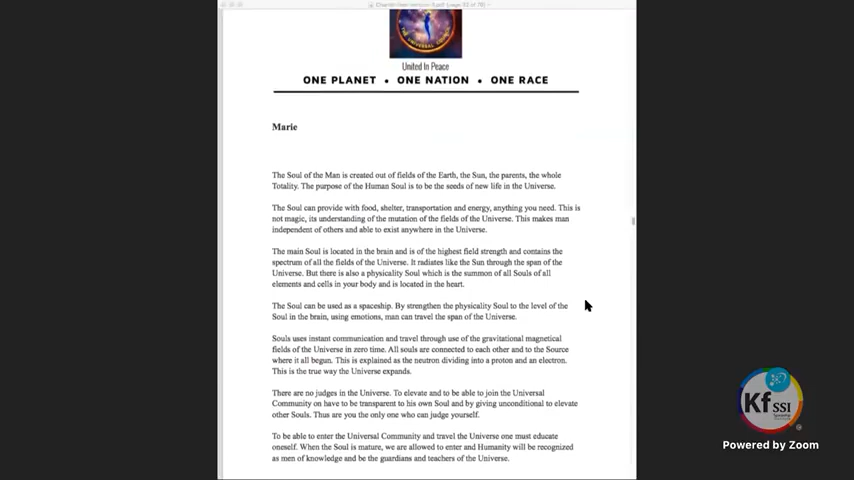 United In Peace
ONE PLANET • ONE NATION • ONE RACE
Marie
The Soul of the Man is created out of fields of the Earth, the Sun, the parents, the whole
Totality. The purpose of the Human Soul is to be the seeds of new life in the Universe.
The Soul can provide with food, shelter, transportation and energy, anything you need. This is
not magic, its understanding of the mutation of the fields of the Universe. This makes man
independent of others and able to exist anywhere in the Universe.
The main Soul is located in the brain and is of the highest field strength and contains the
spectrum of all the fields of the Universe. It radiates like the Sun through the span of the
Universe. But there is also a physicality Soul which is the summon of all Souls of all
elements and cells in your body and is located in the heart.
The Soul can be used as a spaceship. By strengthen the physicality Soul to the level of the
Soul in the brain, using emotions, man can travel the span of the Universe.
Souls uses instant communication and travel through use of the gravitational magnetical
fields of the Universe in zero time. All souls are connected to each other and to the Source
where it all begun. This is explained as the neutron dividing into a proton and an electron.
This is the true way the Universe expands.
There are no judges in the Universe. To elevate and to be able to join the Universal
Community on have to be transparent to his own Soul and by giving unconditional to elevate
other Souls. Thus are you the only one who can judge yourself.
To be able to enter the Universal Community and travel the Universe one must educate
oneself. When the Soul is mature, we are allowed to enter and Humanity will be recognized
as men of knowledge and be the guardians and teachers of the Universe.
Kf SSI
Powered by Zoom